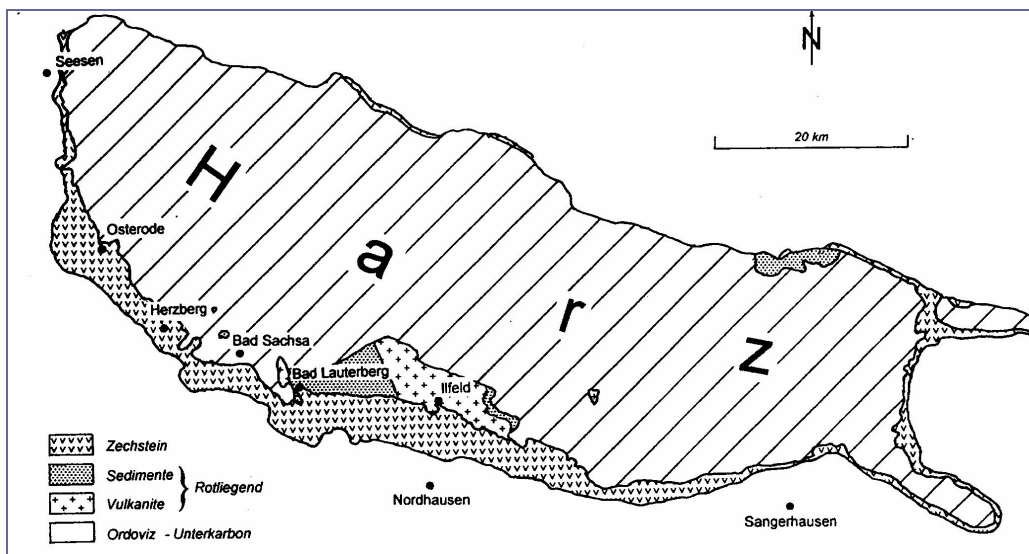 N
Seesen
20 km
H
Osterode
a
Herzberg
r
Bad Sachsa
z
Bad Lauterberg
Ilfeld
Zechstein
Sedimente
Rotliegend
Vulkanite
Nordhausen
Sangerhausen
Ordoviz - Unterkarbon